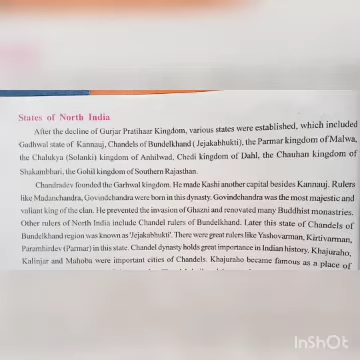 States of North India
After the decline of Gurjar Pratihaar Kingdom, various states were established, which included
Gadhwal state of Kannauj, Chandels of Bundelkhand ( Jejakabhukti), the Parmar kingdom of Malwa,
the Chalukya (Solanki) kingdom of Anhilwad, Chedi kingdom of Dahl, the Chauhan kingdom of
Shakambhari, the Gohil kingdom of Southern Rajasthan.
Chandradev founded the Garhwal kingdom. He made Kashi another capital besides Kannauj. Rulers
like Madanchandra, Govindchandra were born in this dynasty. Govindchandra was the most majestic and
valiant king of the clan. He prevented the invasion of Ghazni and renovated many Buddhist monastries.
Other rulers of North India include Chandel rulers of Bundelkhand. Later this state of Chandels of
Bundelkhand region was known as 'Jejakabhukti'. There were great rulers like Yashovarman, Kirtivarman,
Paramhirdev (Parmar) in this state. Chandel dynasty holds great importance in Indian history. Khajuraho,
Kalinjar and Mahoba were important cities of Chandels. Khajuraho became famous as a place of
InShOt